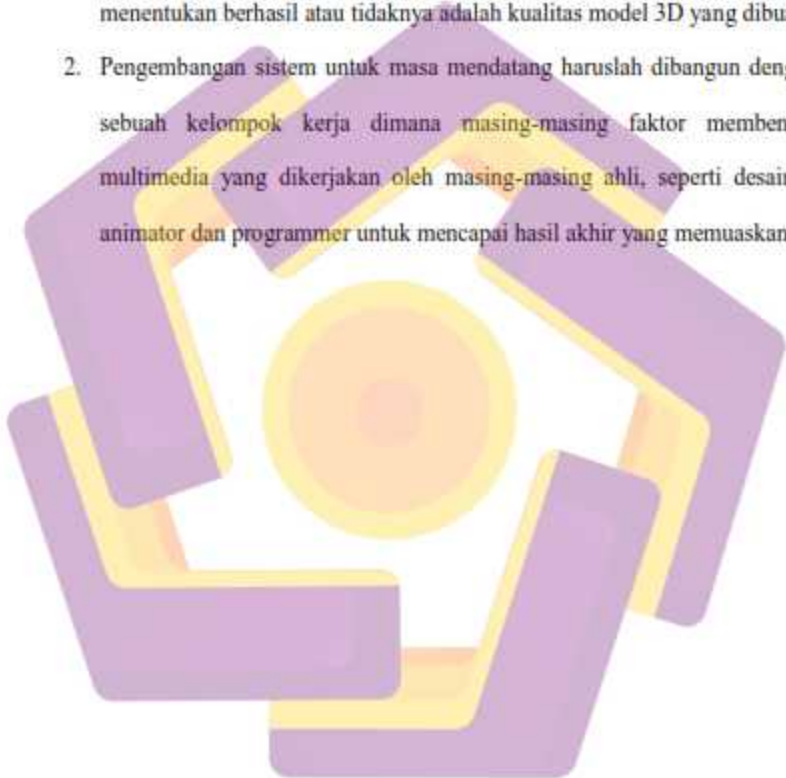 menentukan berhasil atau tidaknya adalah kualitas model 3D yang dibu
2. Pengembangan sistem untuk masa mendatang haruslah dibangun deng
sebuah kelompok kerja dimana masing-masing faktor memben
multimedia yang dikerjakan oleh masing-masing ahli, seperti desain
animator dan programmer untuk mencapai hasil akhir yang memuaskan